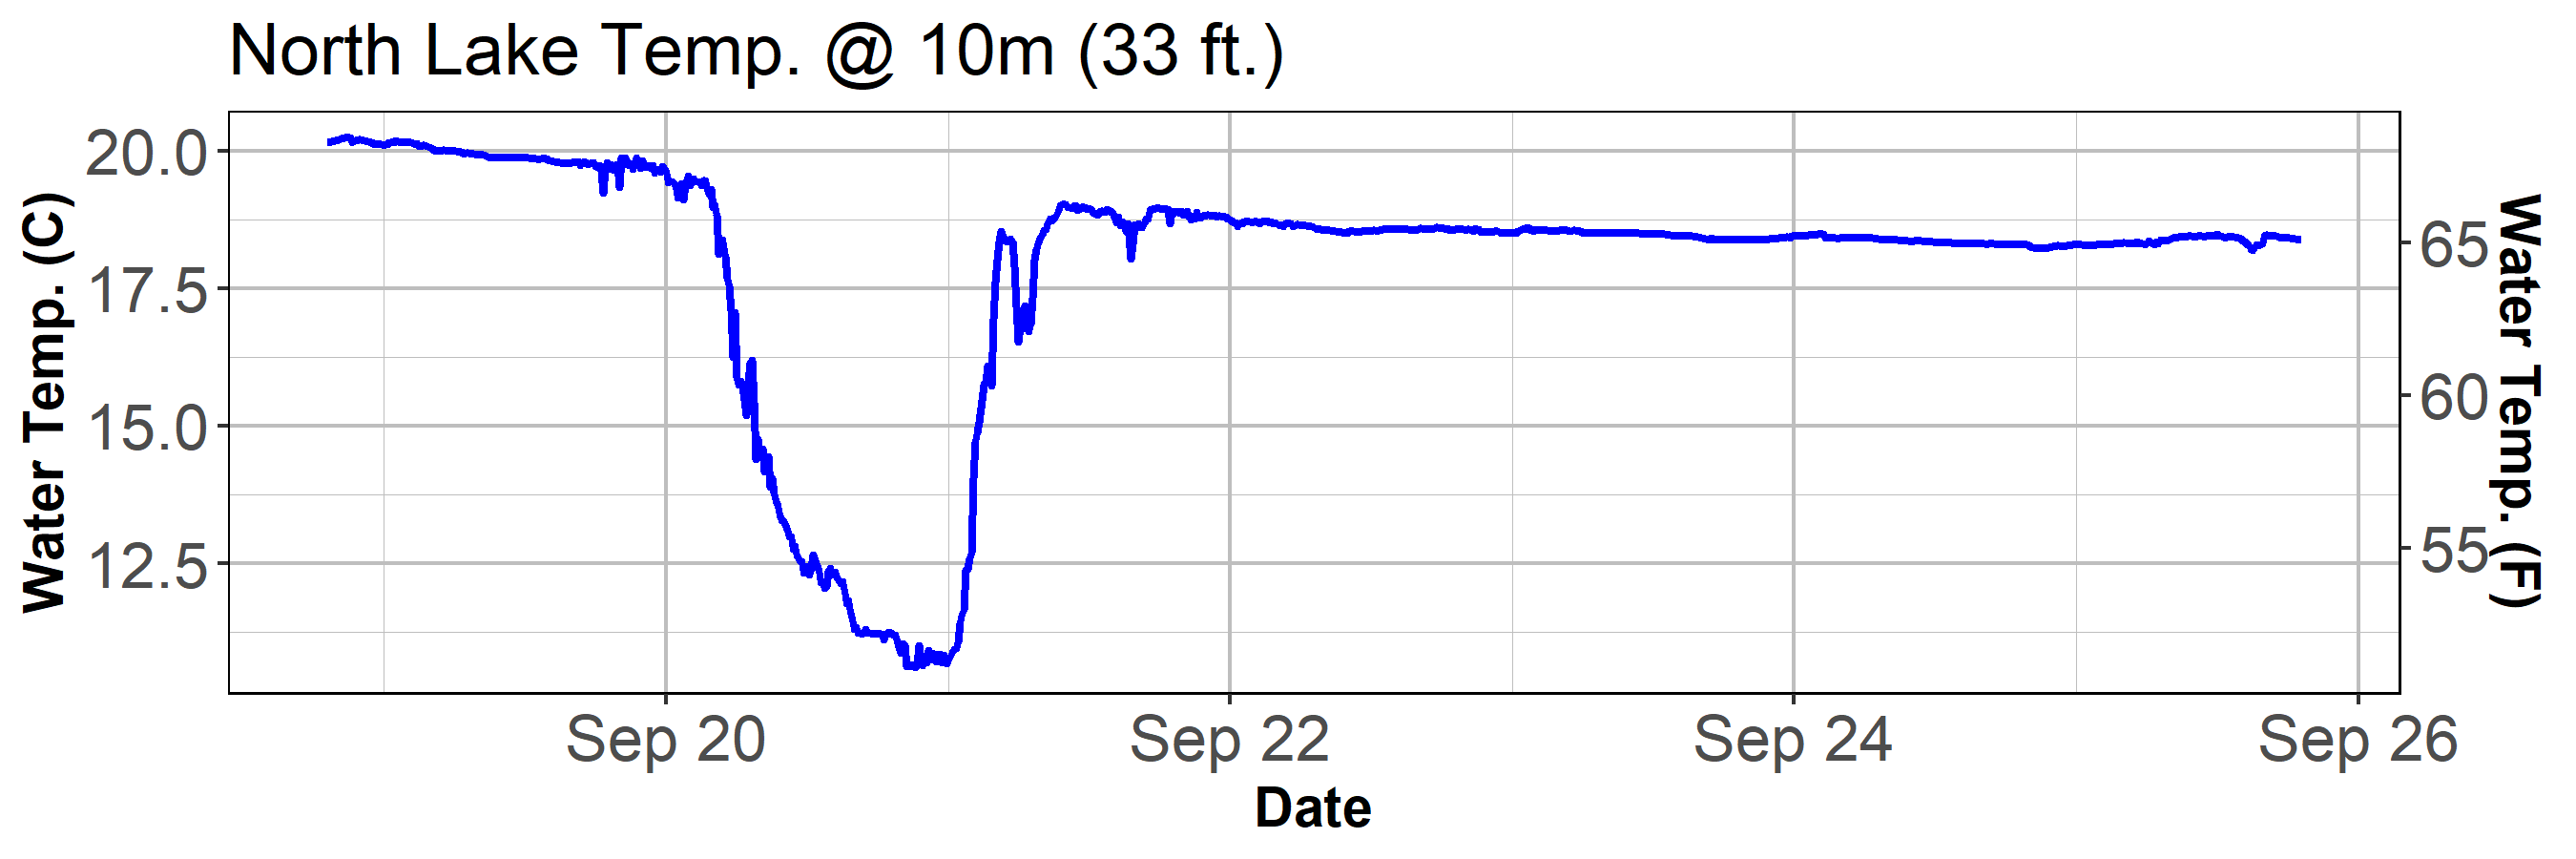 North Lake Temp. @ 10m (33 ft.)
Water Temp. (C)
20.0
17.5
15.0
12.5
65
60
55
Water Temp. (F)
Sep 20 Sep 22 Sep 24 Sep 26
Date